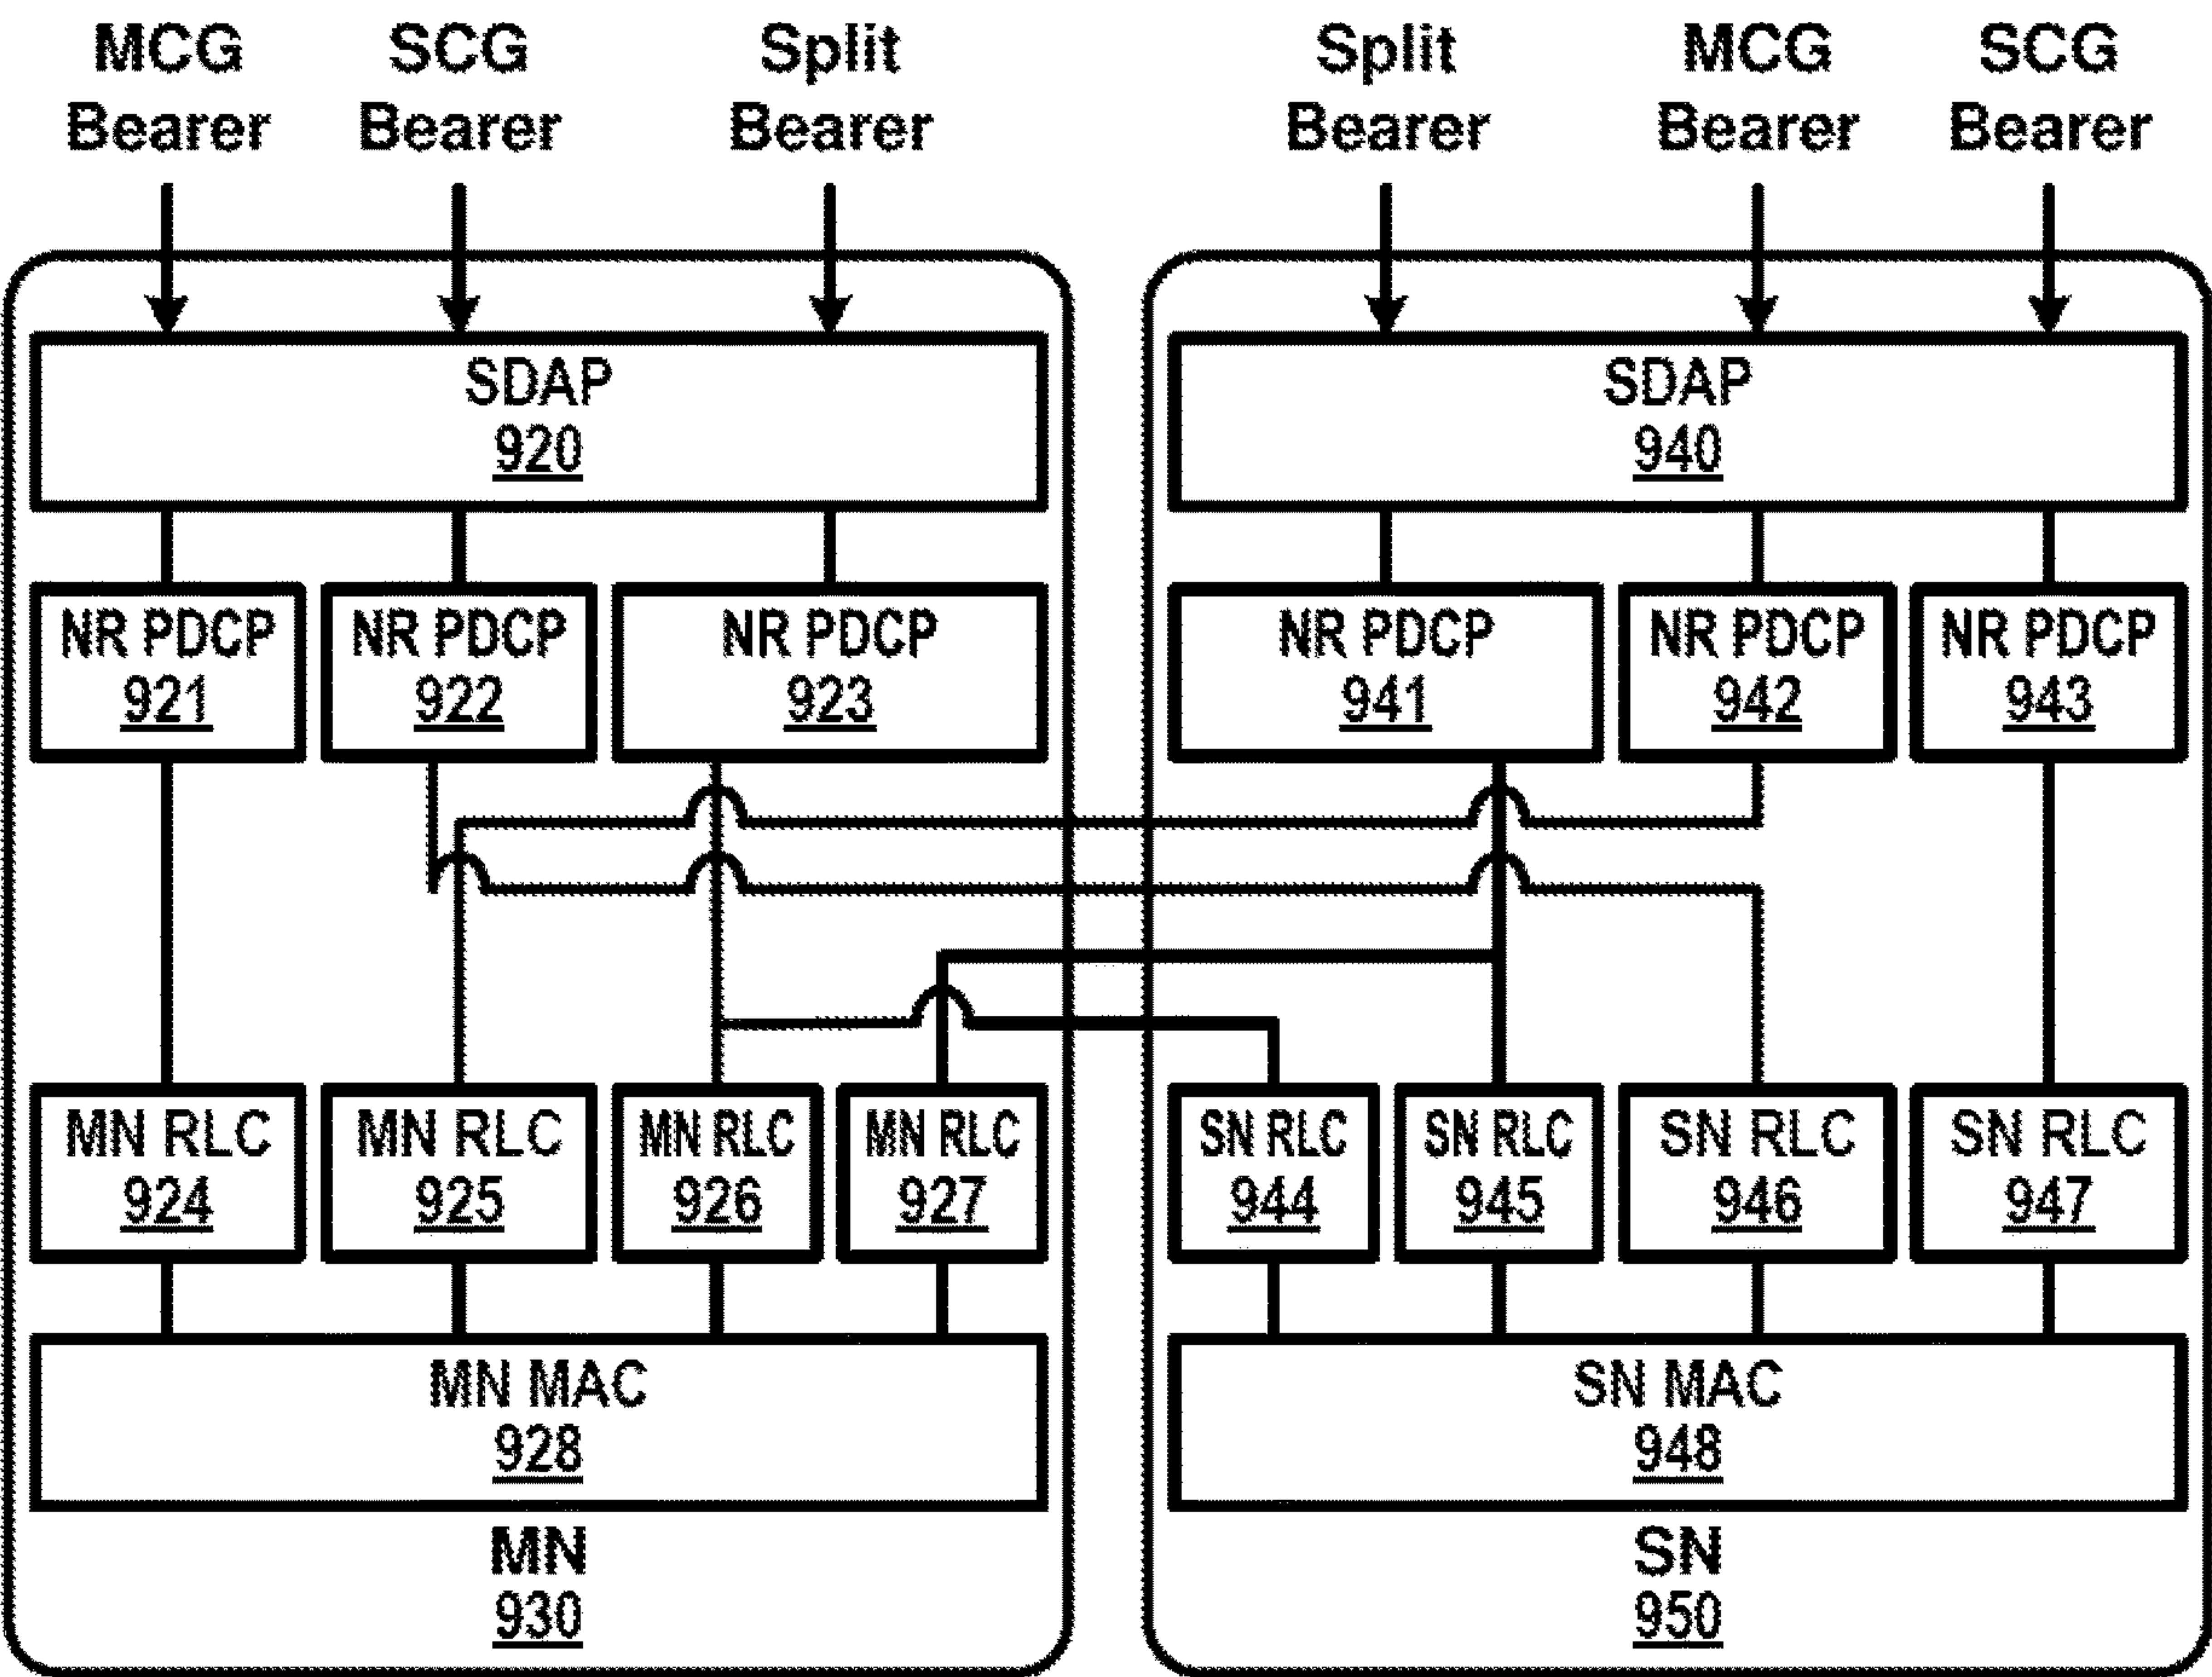 MCG Bearer
SCG Bearer
Split Bearer
Split Bearer
MCG Bearer
SCG Bearer
SDAP
920
SDAP
940
NR PDCP
921
NR PDCP
922
NR PDCP
923
NR PDCP
941
NR PDCP
942
NR PDCP
943
MN RLC
924
MN RLC
925
MN RLC
926
MN RLC
927
SN RLC
944
SN RLC
945
SN RLC
946
SN RLC
947
MN MAC
928
SN MAC
948
MN
930
SN
950